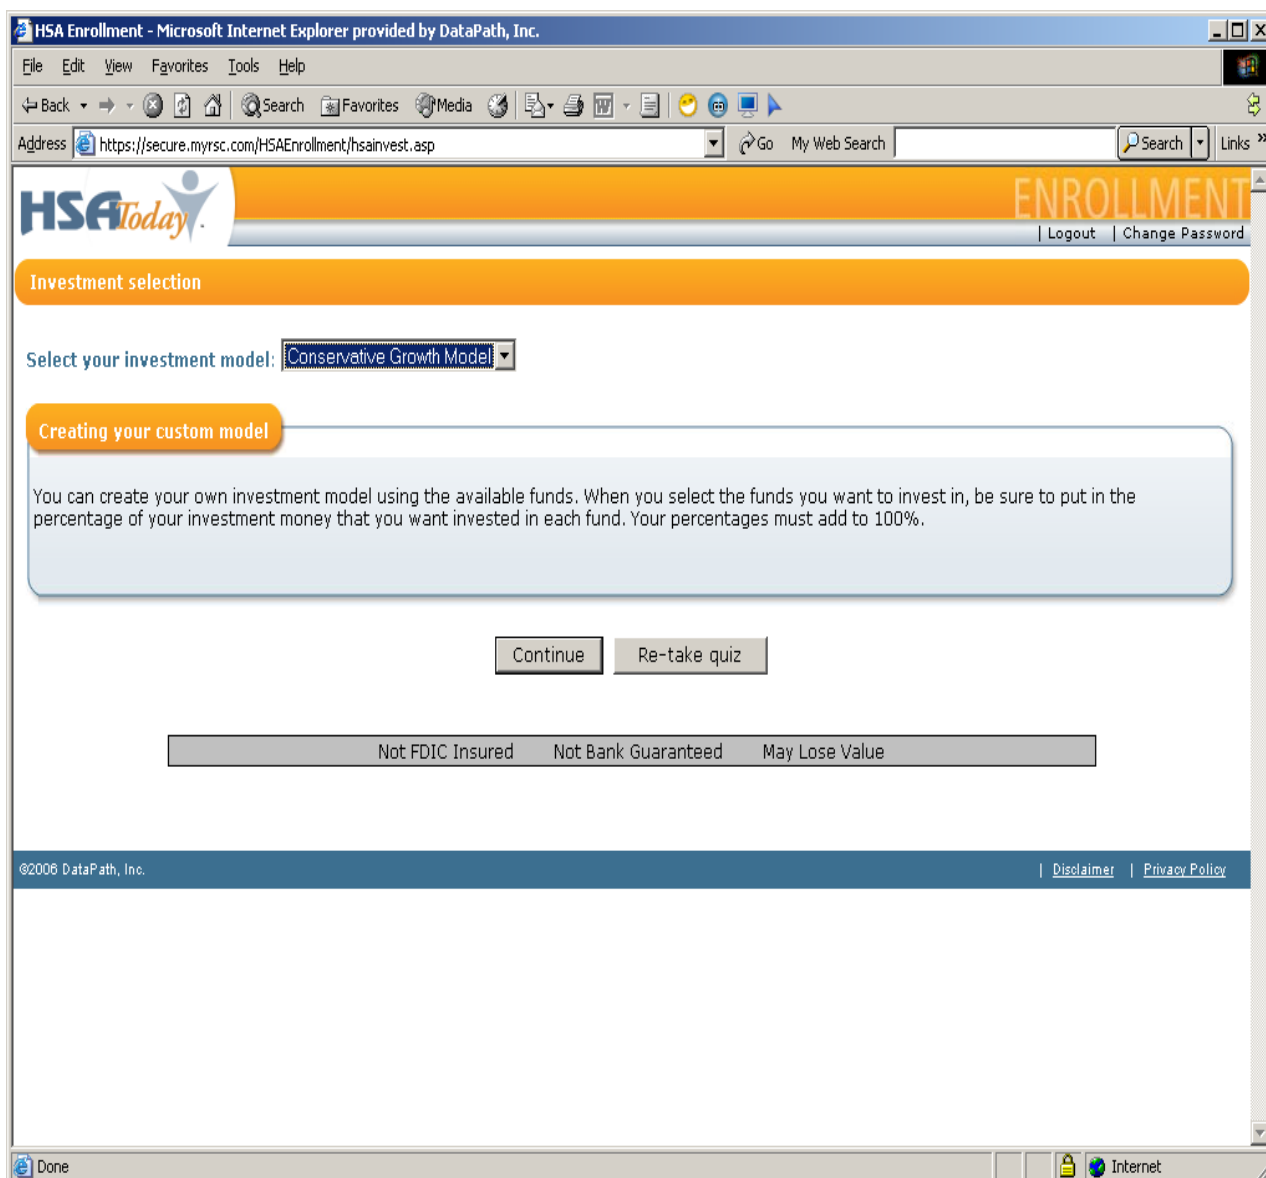 HSA Enrollment - Microsoft Internet Explorer provided by DataPath, Inc.
File Edit View Favorites Tools Help
Back Search Favorites Media
Address https://secure.myrsc.com/HSAEnrollment/hsainvest.asp Go My Web Search Search Links »
HSAToday. ENROLLMENT
| Logout | Change Password
Investment selection
Select your investment model: Conservative Growth Model
Creating your custom model
You can create your own investment model using the available funds. When you select the funds you want to invest in, be sure to put in the
percentage of your investment money that you want invested in each fund. Your percentages must add to 100%.
Continue Re-take quiz
Not FDIC Insured Not Bank Guaranteed May Lose Value
©2006 DataPath, Inc. | Disclaimer | Privacy Policy
Done Internet